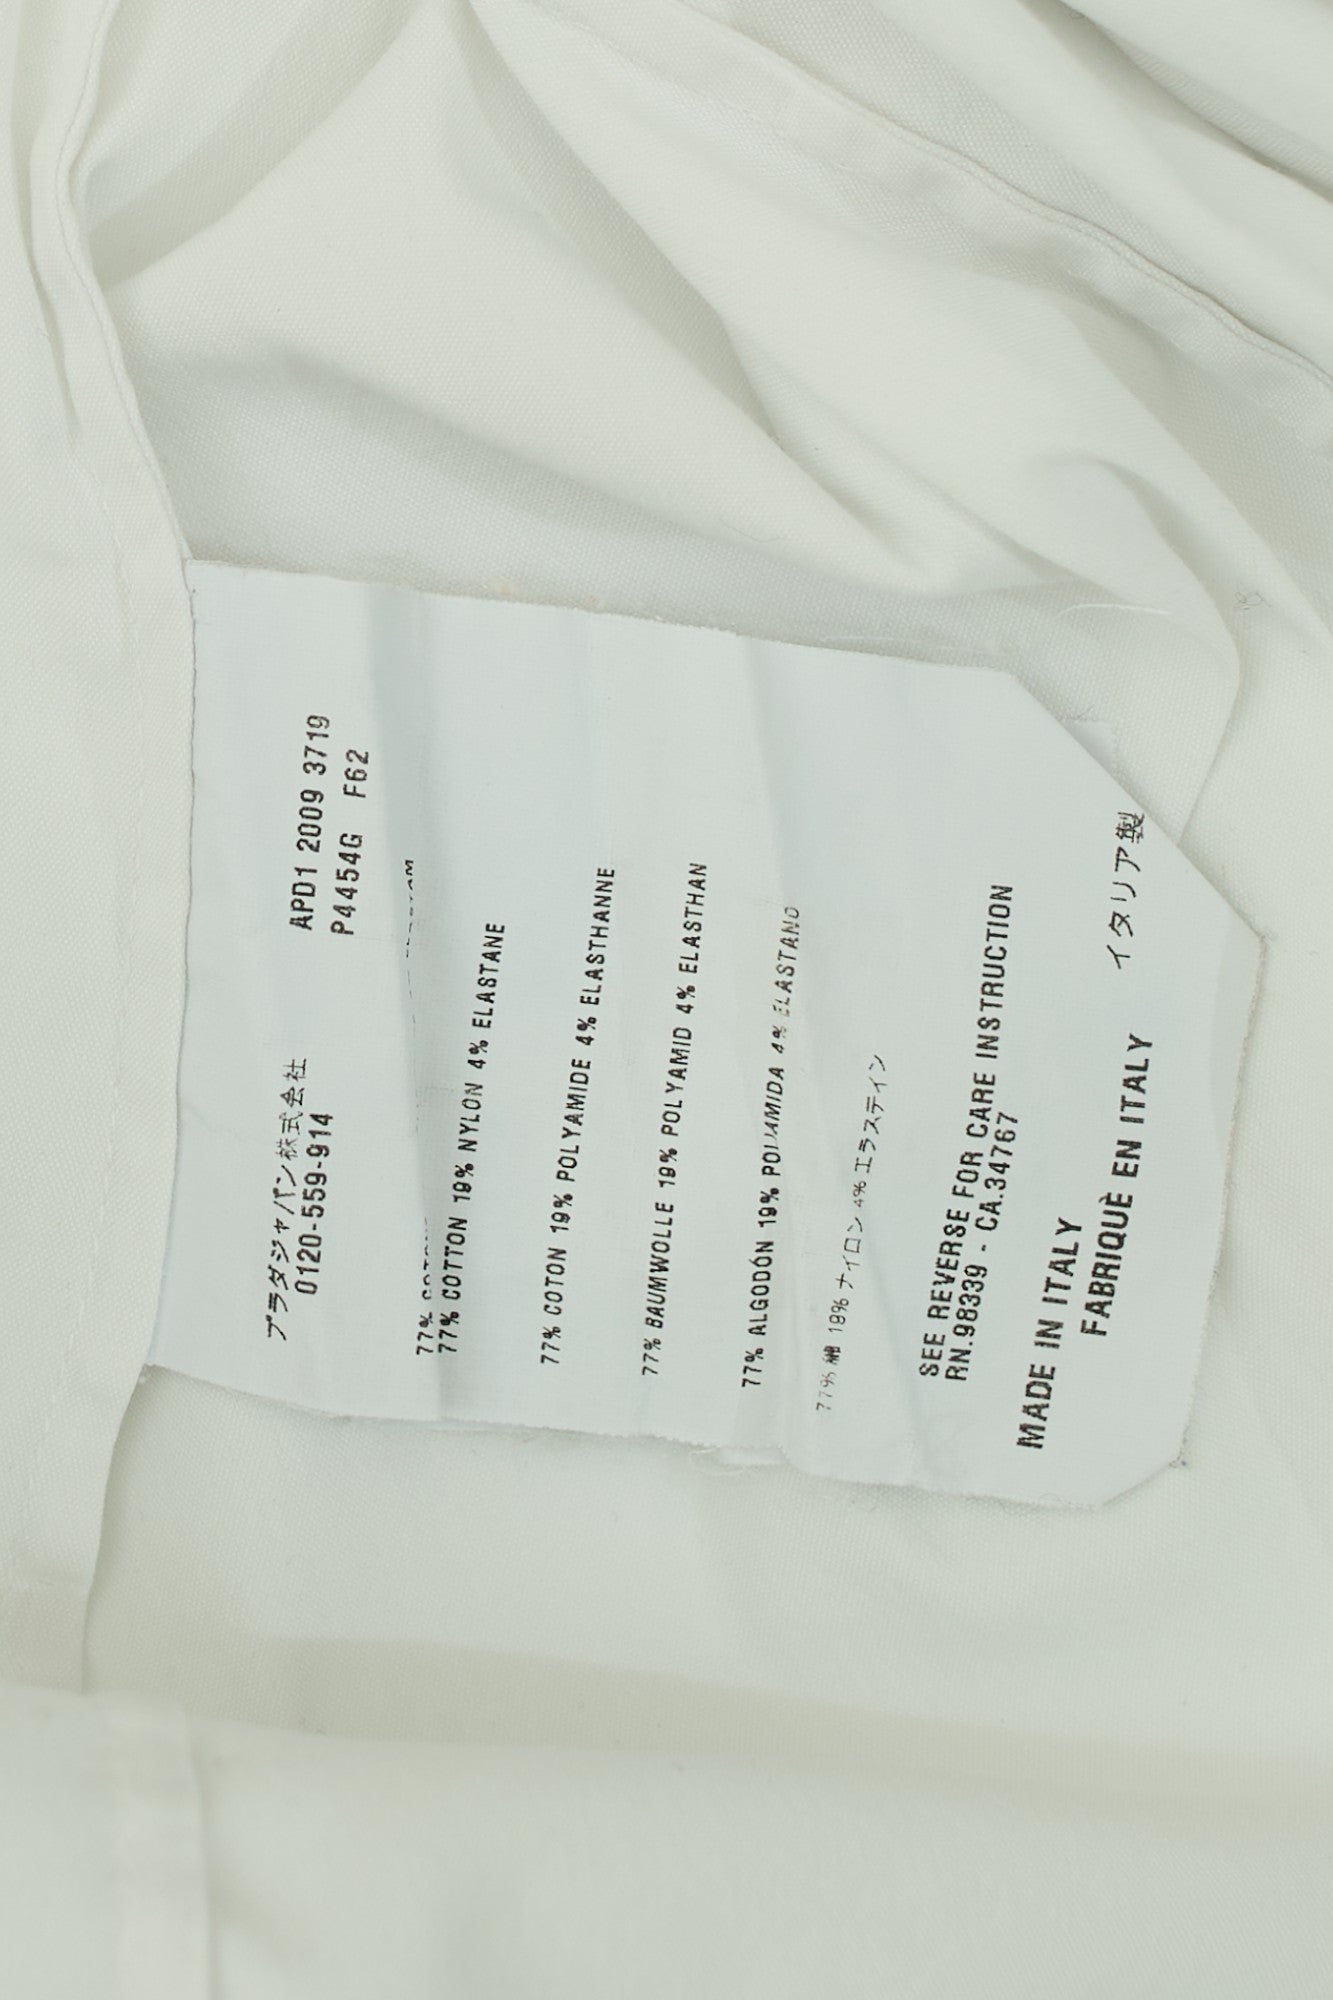 プラダジャパン株式会社
0120-559-914
APD1 2009 3719
P4454G F62
77%
77% COTTON 19% NYLON 4% ELASTANE
77% COTON 19% POLYAMIDE 4% ELASTHANNE
77% BAUMWOLLE 19% POLYAMID 4% ELASTHAN
77% ALGODÓN 19% POLIAMIDA 4% ELASTANO
77% 綿 19% ナイロン 4% エラステイン
SEE REVERSE FOR CARE INSTRUCTION
RN.98339 - CA.34767
MADE IN ITALY
FABRIQUÈ EN ITALY
イタリア製